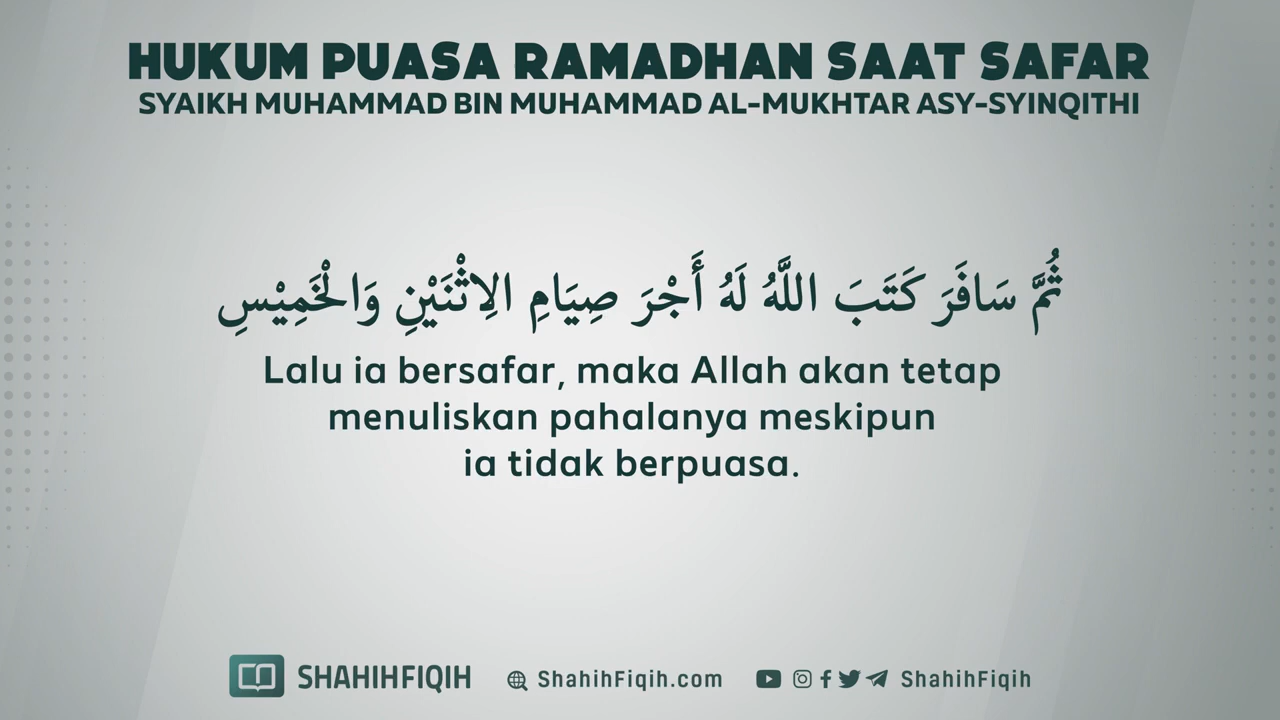 HUKUM PUASA RAMADHAN SAAT SAFAR
SYAIKH MUHAMMAD BIN MUHAMMAD AL-MUKHTAR ASY-SYINQITHI
ثُمَّ سَافَرَ كَتَبَ اللَّهُ لَهُ أَجْرَ صِيَامِ الِاثْنَيْنِ وَالْخَمِيْسِ
Lalu ia bersafar, maka Allah akan tetap
menuliskan pahalanya meskipun
ia tidak berpuasa.
SHAHIHFIQIH ShahihFiqih.com ShahihFiqih